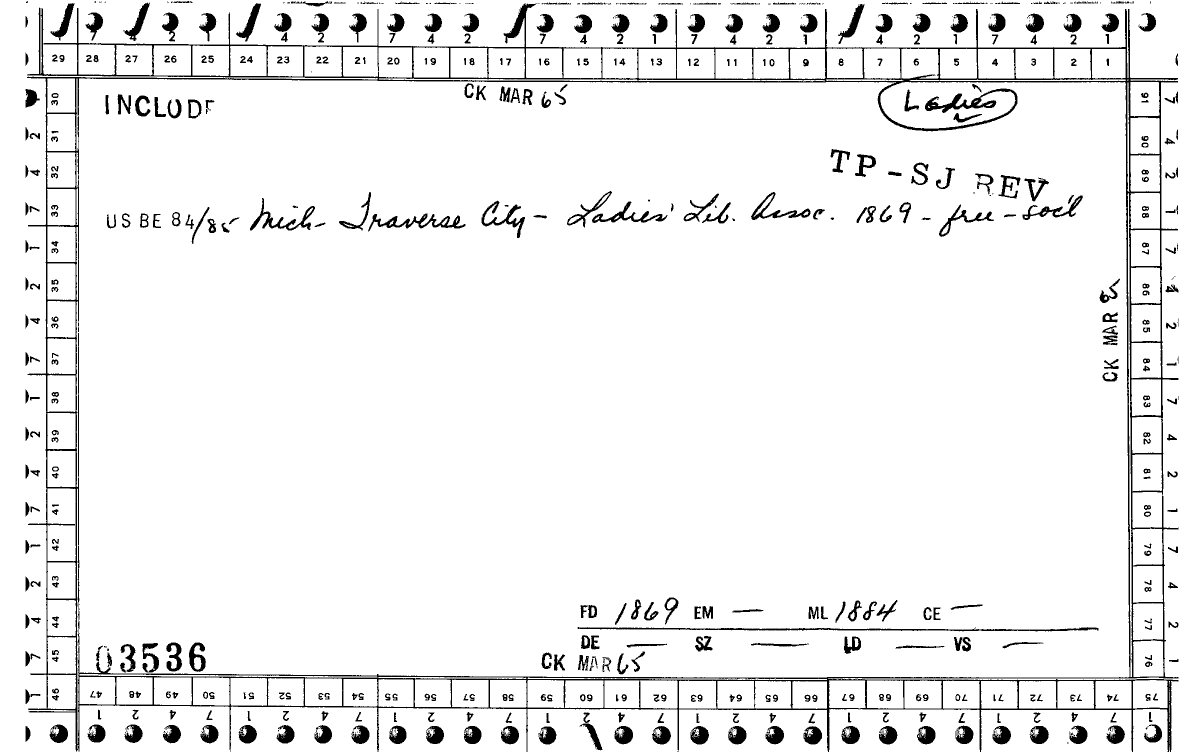 7 4 2 1 7 4 2 1 7 4 2 1 7 4 2 1 7 4 2 1 7 4 2 1 7 4 2 1
29 28 27 26 25 24 23 22 21 20 19 18 17 16 15 14 13 12 11 10 9 8 7 6 5 4 3 2 1
INCLUDE CK MAR 65 Ladies
TP-SJ REV
US BE 84/85 Mich- Traverse City- Ladies' Lib. Assoc. 1869 - free - soc'l
CK MAR
FD 1869 EM — ML 1884 CE —
DE — SZ — LD — VS —
03536 CK MAR 65
30 31 32 33 34 35 36 37 38 39 40 41 42 43 44 45 46
91 90 89 88 87 86 85 84 83 82 81 80 79 78 77 76 75
47 48 49 50 51 52 53 54 55 56 57 58 59 60 61 62 63 64 65 66 67 68 69 70 71 72 73 74
1 2 4 7 1 2 4 7 1 2 4 7 1 2 4 7 1 2 4 7 1 2 4 7 1 2 4 7 1